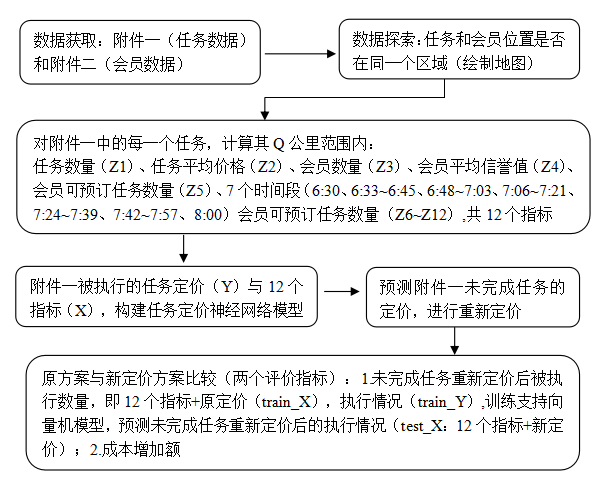 数据获取：附件一（任务数据）
和附件二（会员数据）
数据探索：任务和会员位置是否
在同一个区域（绘制地图）
对附件一中的每一个任务，计算其 Q 公里范围内：
任务数量（Z1）、任务平均价格（Z2）、会员数量（Z3）、会员平均信誉值（Z4）、
会员可预订任务数量（Z5）、7 个时间段（6:30、6:33~6:45、6:48~7:03、7:06~7:21、
7:24~7:39、7:42~7:57、8:00）会员可预订任务数量（Z6~Z12）,共 12 个指标
附件一被执行的任务定价（Y）与 12 个
指标（X），构建任务定价神经网络模型
预测附件一未完成任务的
定价，进行重新定价
原方案与新定价方案比较（两个评价指标）：1.未完成任务重新定价后被执
行数量，即 12 个指标+原定价（train_X），执行情况（train_Y）,训练支持向
量机模型，预测未完成任务重新定价后的执行情况（test_X：12 个指标+新定
价）；2.成本增加额